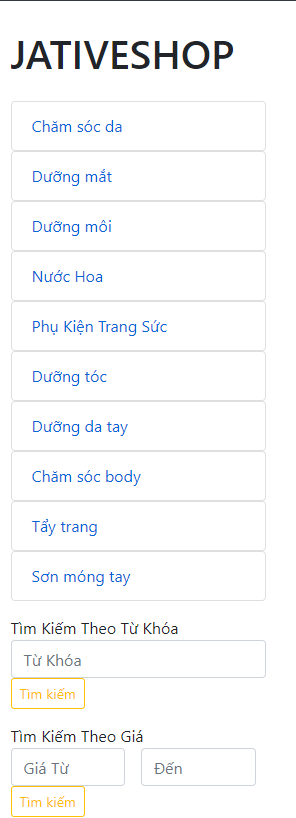 JATIVESHOP
Chăm sóc da
Dưỡng mắt
Dưỡng môi
Nước Hoa
Phụ Kiện Trang Sức
Dưỡng tóc
Dưỡng da tay
Chăm sóc body
Tẩy trang
Sơn móng tay
Tìm Kiếm Theo Từ Khóa
Từ Khóa
Tìm kiếm
Tìm Kiếm Theo Giá
Giá Từ Đến
Tìm kiếm